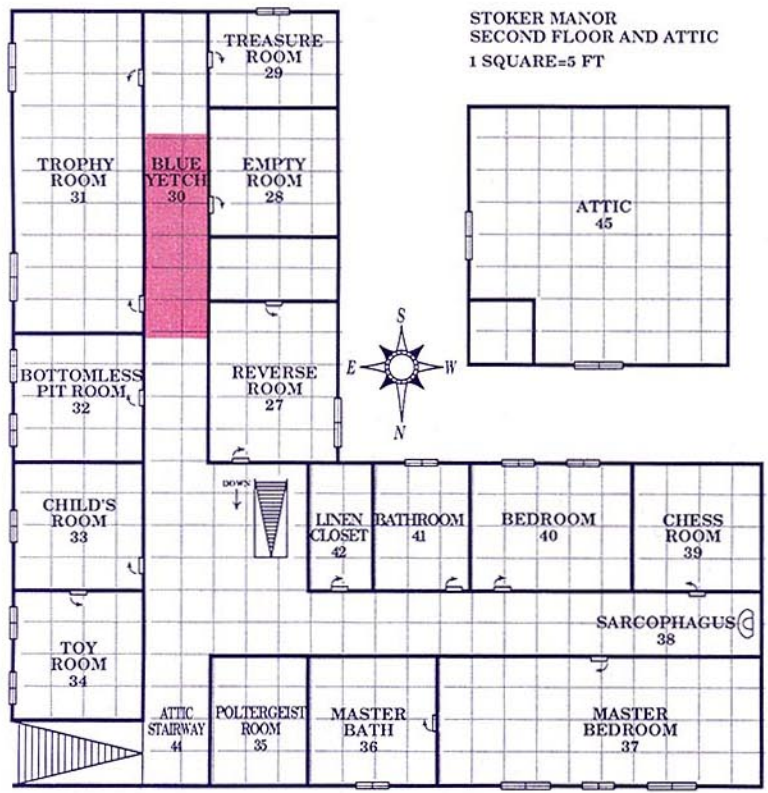 STOKER MANOR
SECOND FLOOR AND ATTIC
1 SQUARE=5 FT
TREASURE
ROOM
29
TROPHY
ROOM
31
BLUE
YETCH
30
EMPTY
ROOM
28
ATTIC
45
S
E
W
N
BOTTOMLESS
PIT ROOM
32
REVERSE
ROOM
27
CHILD'S
ROOM
33
DOWN
LINEN
CLOSET
42
BATHROOM
41
BEDROOM
40
CHESS
ROOM
39
SARCOPHAGUS
38
TOY
ROOM
34
ATTIC
STAIRWAY
44
POLTERGEIST
ROOM
35
MASTER
BATH
36
MASTER
BEDROOM
37